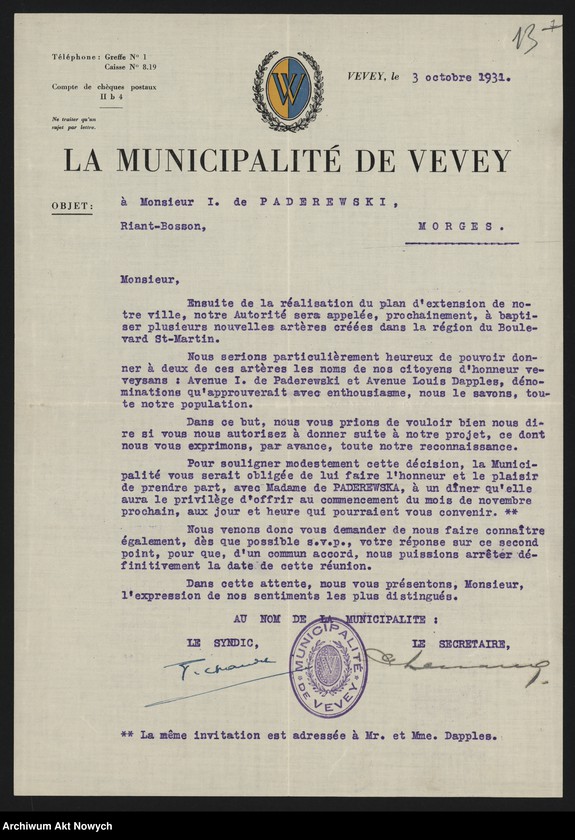 13
Téléphone: Greffe No 1
Caisse No 8.19
Compte de chèques postaux
II b 4
Ne traiter qu'un
sujet par lettre.
W
VEVEY, le 3 octobre 1931.
LA MUNICIPALITÉ DE VEVEY
OBJET: à Monsieur I. de PADEREWSKI,
Riant-Bosson, MORGES.
Monsieur,
Ensuite de la réalisation du plan d'extension de no-
tre ville, notre Autorité sera appelée, prochainement, à bapti-
ser plusieurs nouvelles artères créées dans la région du Boule-
vard St-Martin.
Nous serions particulièrement heureux de pouvoir don-
ner à deux de ces artères les noms de nos citoyens d'honneur ve-
veysans : Avenue I. de Paderewski et Avenue Louis Dapples, déno-
minations qu'approuverait avec enthousiasme, nous le savons, tou-
te notre population.
Dans ce but, nous vous prions de vouloir bien nous di-
re si vous nous autorisez à donner suite à notre projet, ce dont
nous vous exprimons, par avance, toute notre reconnaissance.
Pour souligner modestement cette décision, la Munici-
palité vous serait obligée de lui faire l'honneur et le plaisir
de prendre part, avec Madame de PADEREWSKA, à un dîner qu'elle
aura le privilège d'offrir au commencement du mois de novembre
prochain, aux jour et heure qui pourraient vous convenir. **
Nous venons donc vous demander de nous faire connaître
également, dès que possible s.v.p., votre réponse sur ce second
point, pour que, d'un commun accord, nous puissions arrêter dé-
finitivement la date de cette réunion.
Dans cette attente, nous vous présentons, Monsieur,
l'expression de nos sentiments les plus distingués.
AU NOM DE LA MUNICIPALITE :
LE SYNDIC, LE SECRETAIRE,
MUNICIPALITÉ DE VEVEY
** La même invitation est adressée à Mr. et Mme. Dapples.
Archiwum Akt Nowych